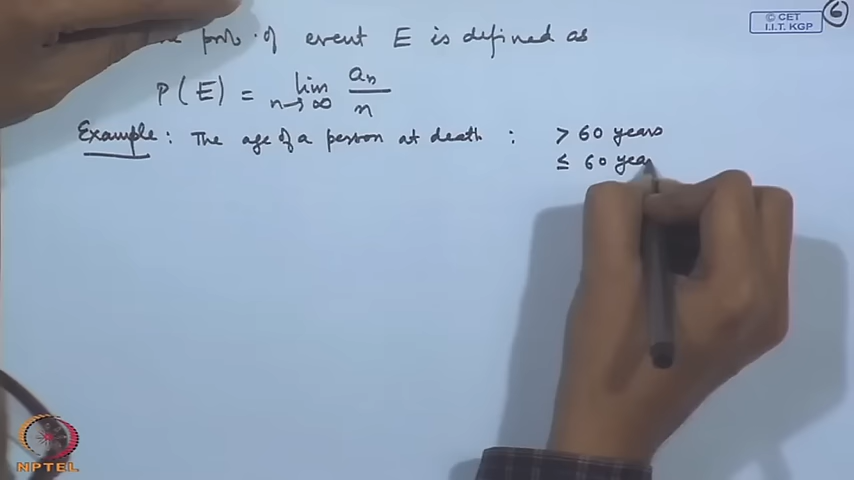 prob. of event E is defined as
P(E) = lim n→∞ aₙ/n
Example : The age of a person at death : > 60 years
≤ 60 year
© CET
I.I.T. KGP
6
NPTEL